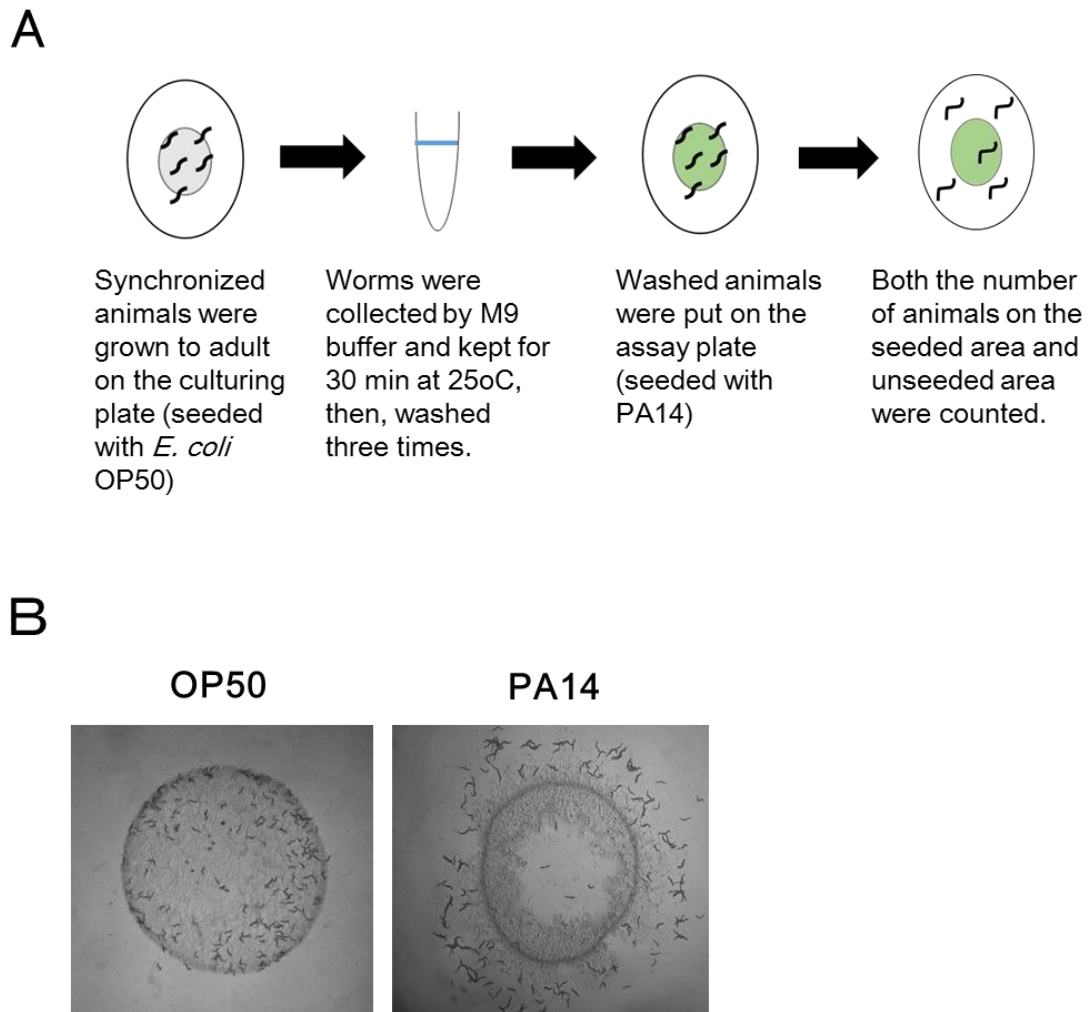 A
Synchronized
animals were
grown to adult
on the culturing
plate (seeded
with E. coli
OP50)
Worms were
collected by M9
buffer and kept for
30 min at 25oC,
then, washed
three times.
Washed animals
were put on the
assay plate
(seeded with
PA14)
Both the number
of animals on the
seeded area and
unseeded area
were counted.
B
OP50
PA14